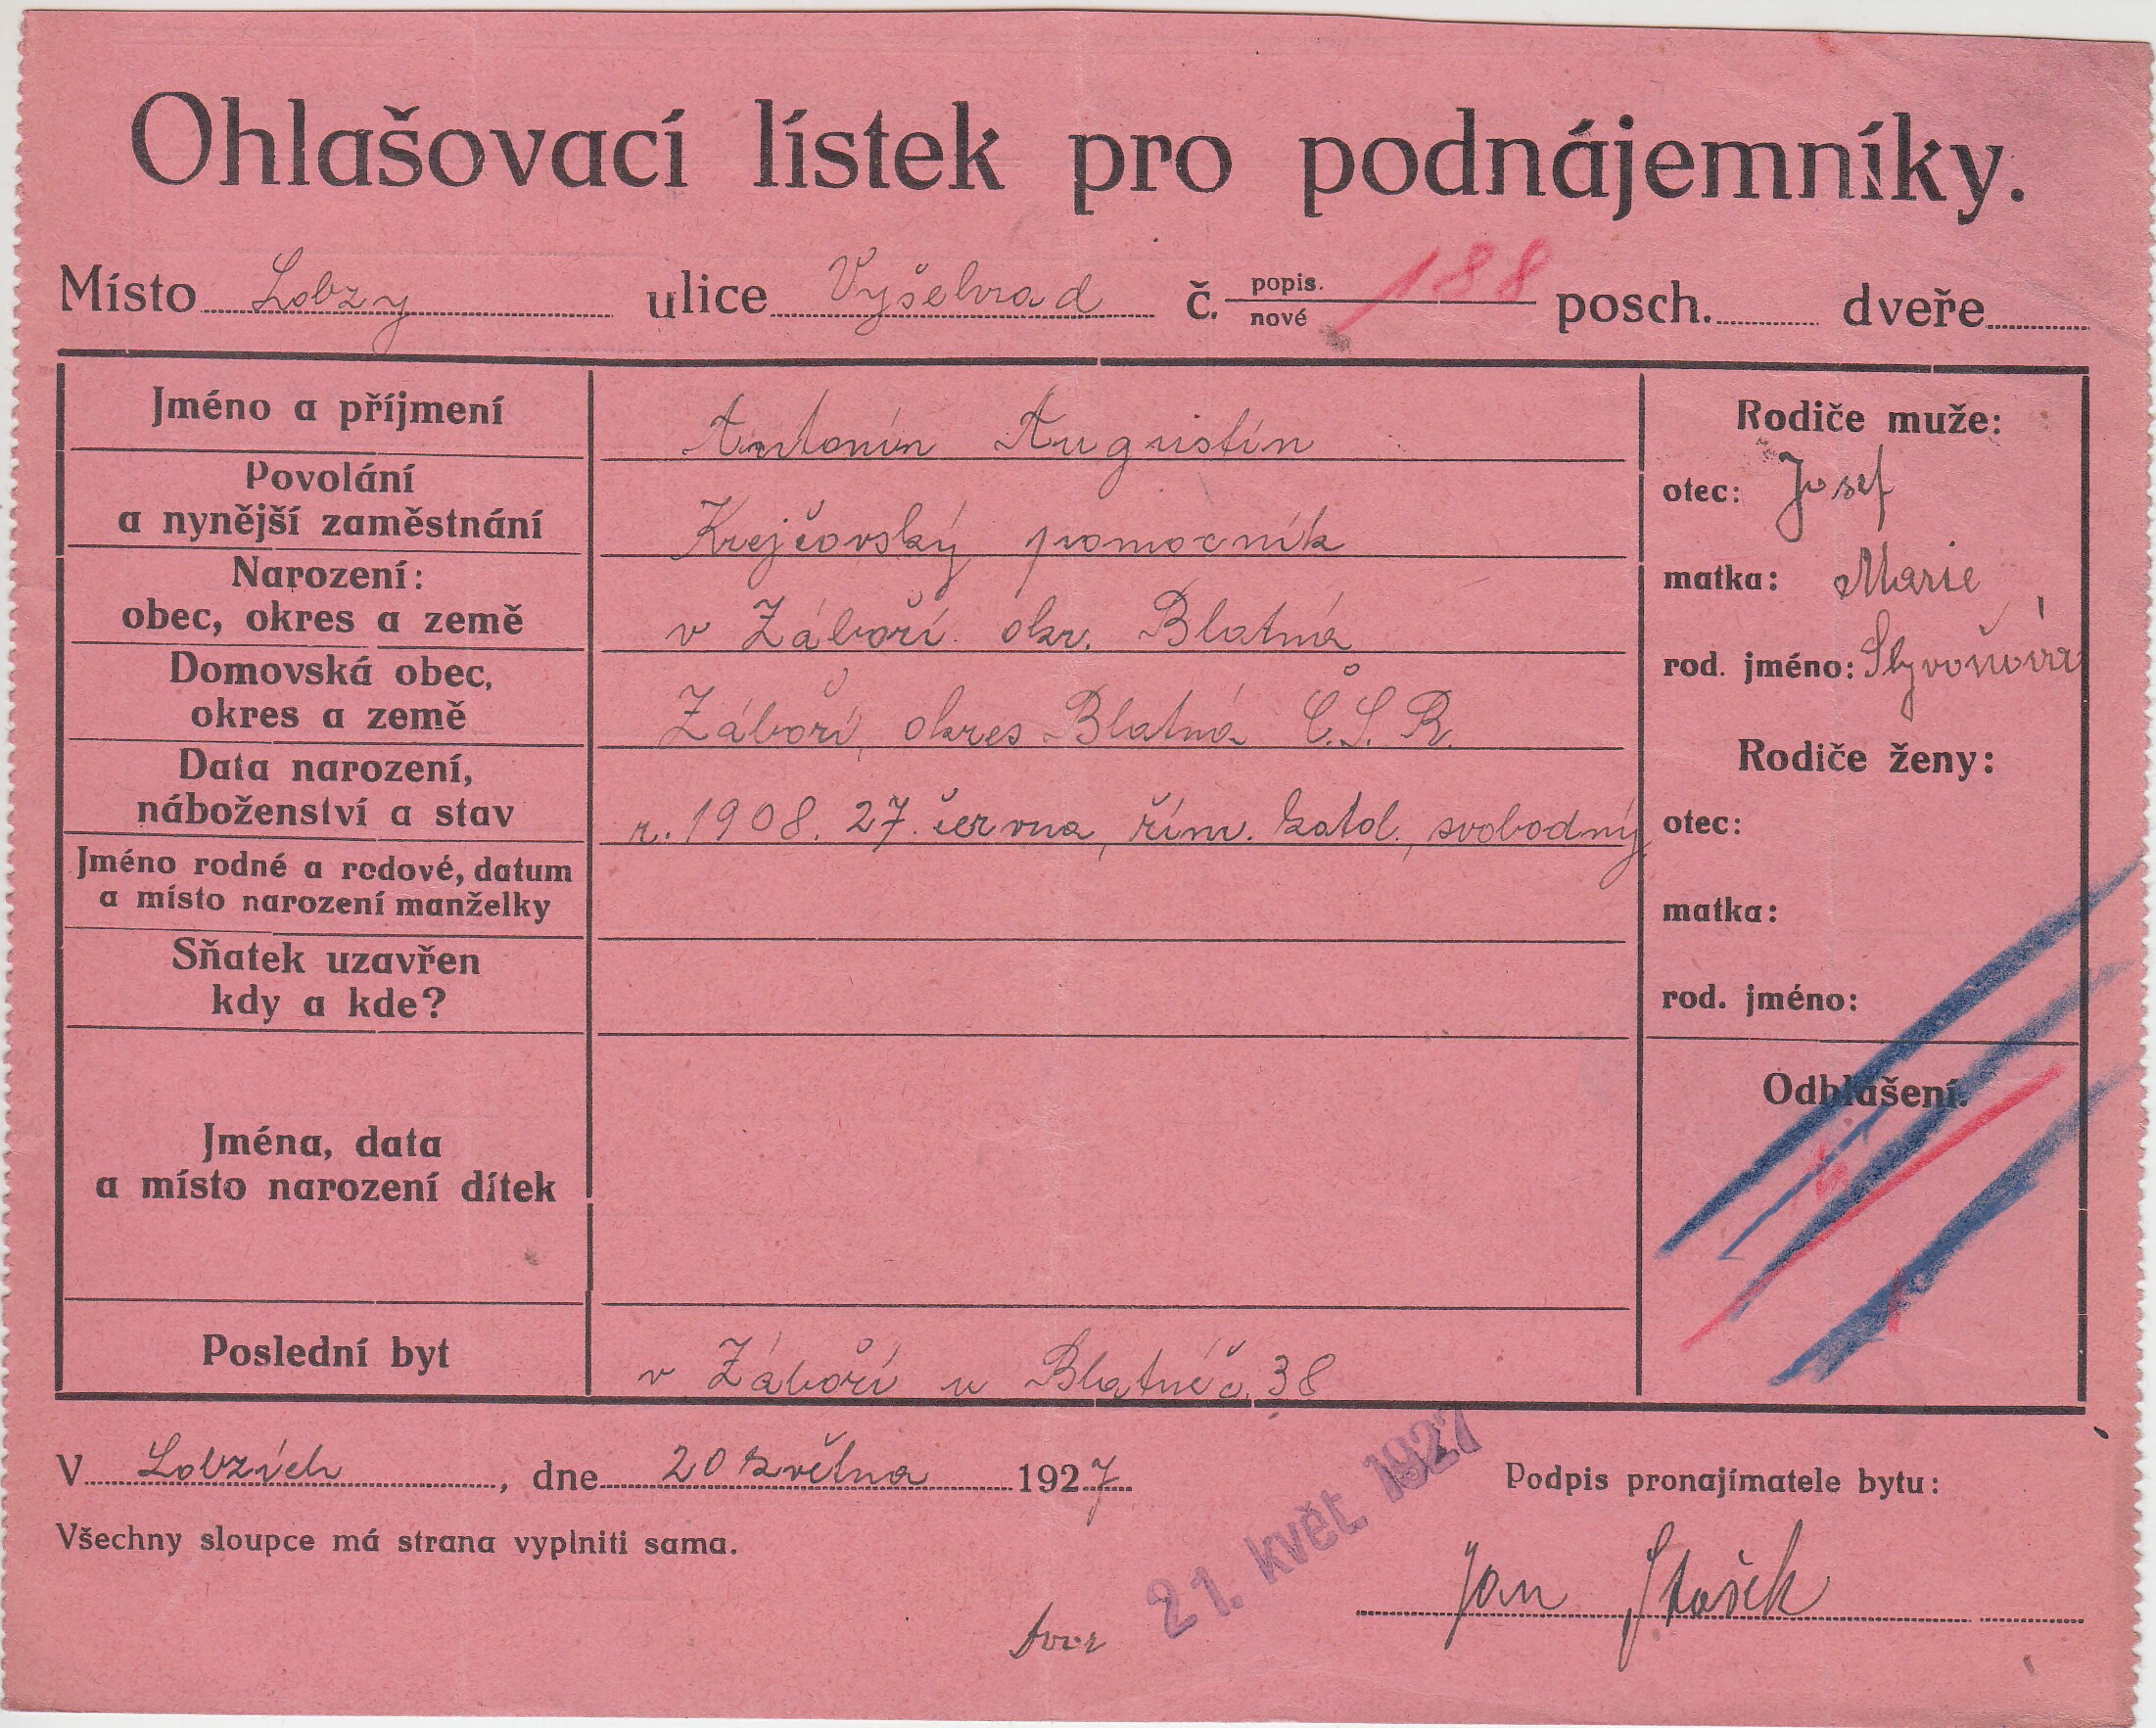 Ohlašovací lístek pro podnájemníky.
Místo Lobzy ulice Vyšehrad č. popis. nové 188 posch. dveře
Jméno a příjmení
Antonín Augustin
Povolání
a nynější zaměstnání
Krejčovský pomocník
Narození:
obec, okres a země
v Záboří. okr. Blatná
Domovská obec,
okres a země
Záboří, okres Blatná Č.S.R.
Data narození,
náboženství a stav
r. 1908. 27. června, řím. katol., svobodný
Jméno rodné a rodové, datum
a místo narození manželky
Sňatek uzavřen
kdy a kde?
Jména, data
a místo narození dítek
Poslední byt
v Záboří u Blatné č. 38
Rodiče muže:
otec: Josef
matka: Marie
rod. jméno:
Rodiče ženy:
otec:
matka:
rod. jméno:
Odhlášení.
V Lobzích, dne 20 května 1927
Všechny sloupce má strana vyplniti sama.
21. květ. 1927
Podpis pronajímatele bytu:
Jan